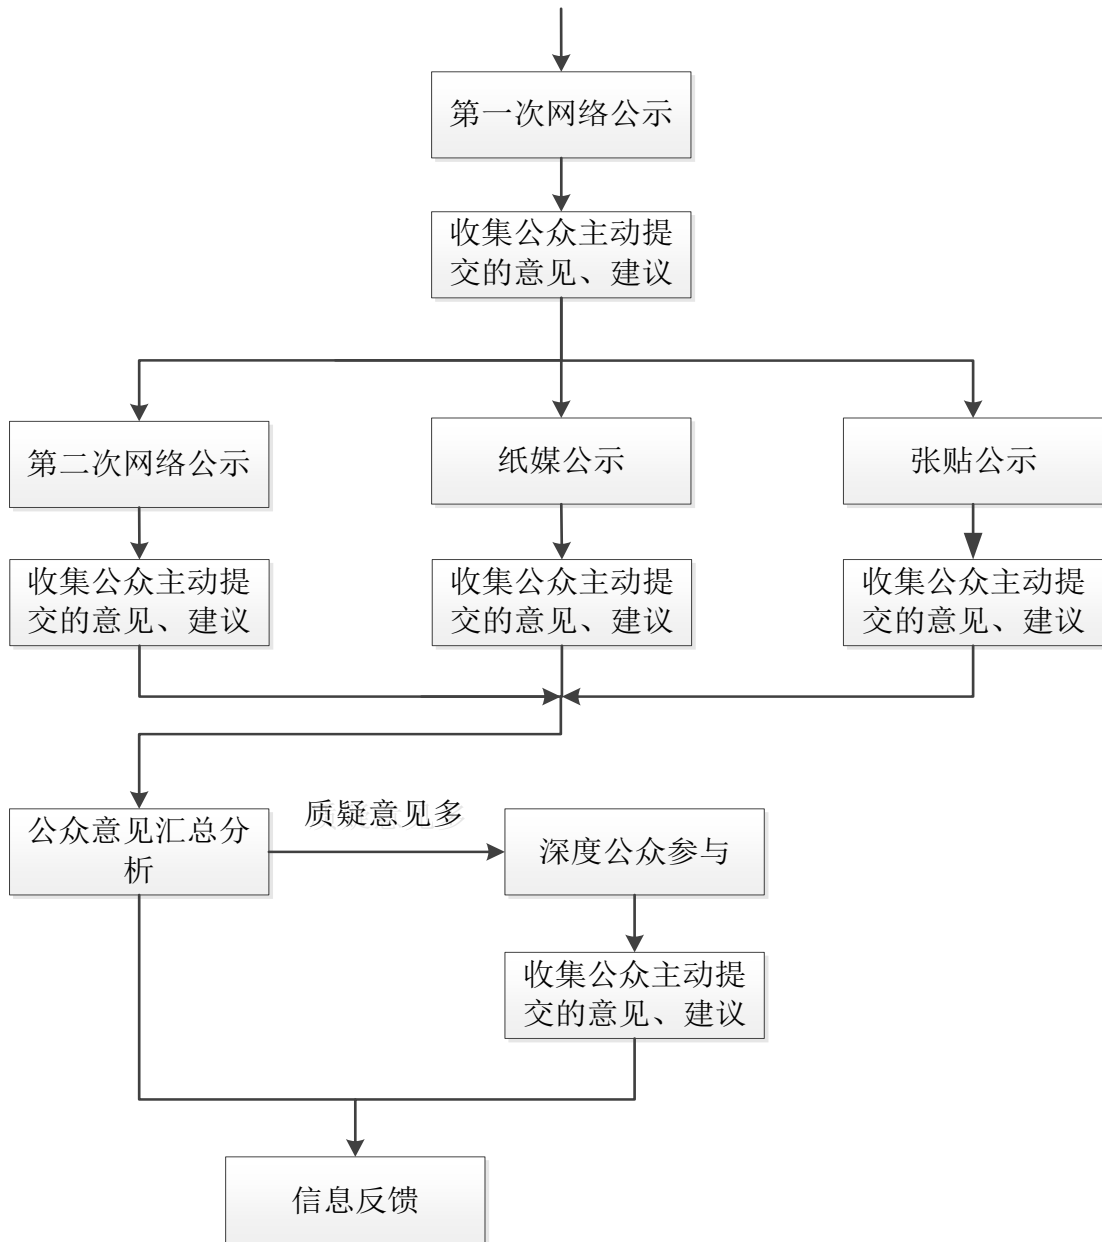 第一次网络公示
收集公众主动提
交的意见、建议
第二次网络公示
纸媒公示
张贴公示
收集公众主动提
交的意见、建议
收集公众主动提
交的意见、建议
收集公众主动提
交的意见、建议
公众意见汇总分
析
质疑意见多
深度公众参与
收集公众主动提
交的意见、建议
信息反馈